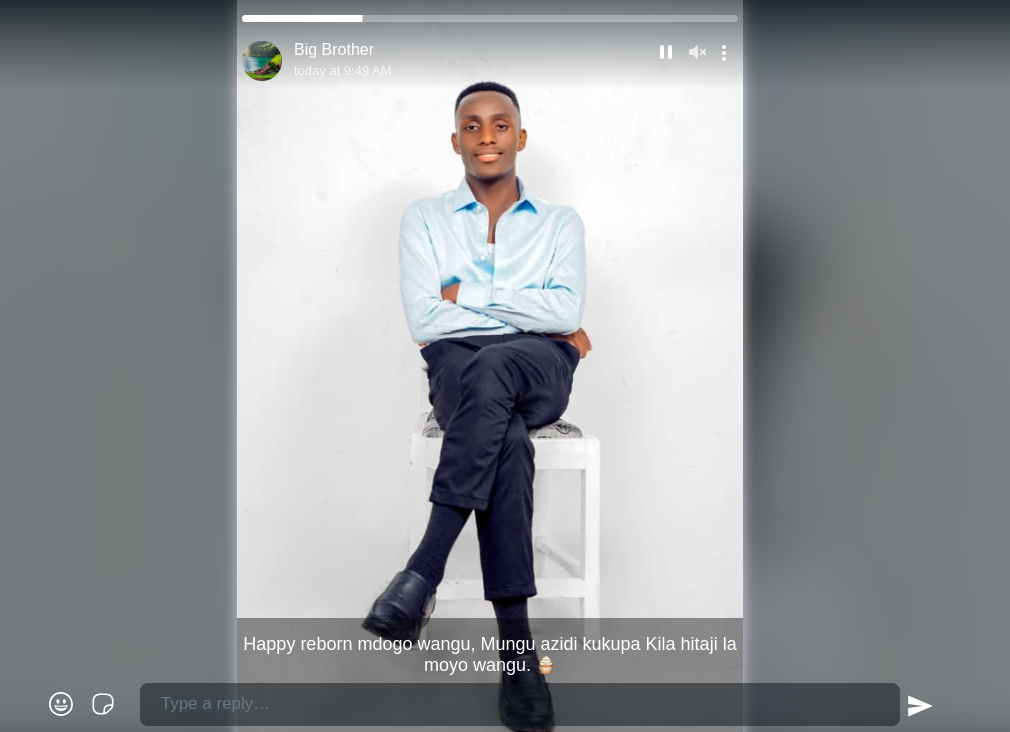 Big Brother
today at 9:49 AM
Happy reborn mdogo wangu, Mungu azidi kukupa Kila hitaji la
moyo wangu. 🧁
Type a reply...